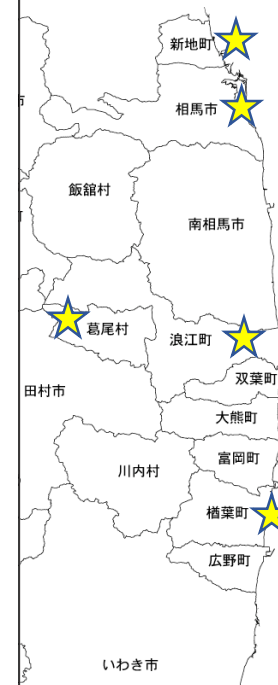 新地町
相馬市
飯舘村
南相馬市
葛尾村
浪江町
双葉町
田村市
大熊町
富岡町
川内村
楢葉町
広野町
いわき市